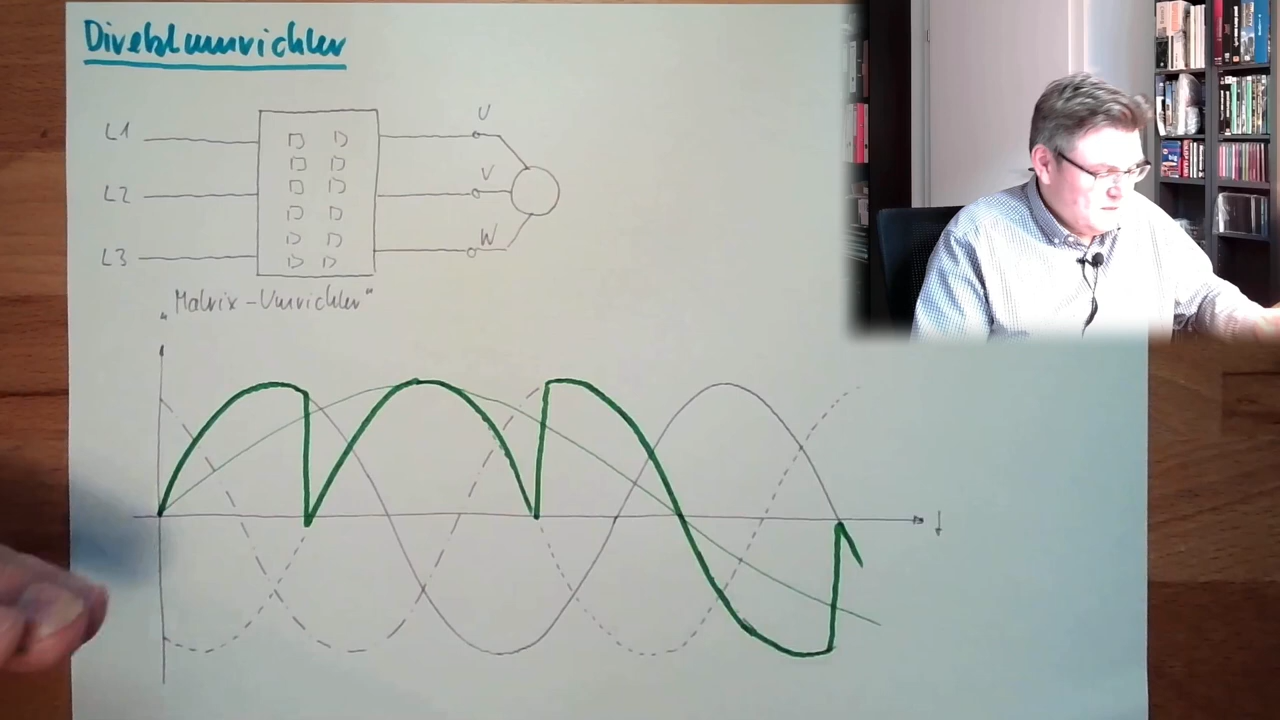 Direktumrichter
L1
U
L2
V
L3
W
„Matrix-Umrichter"
t